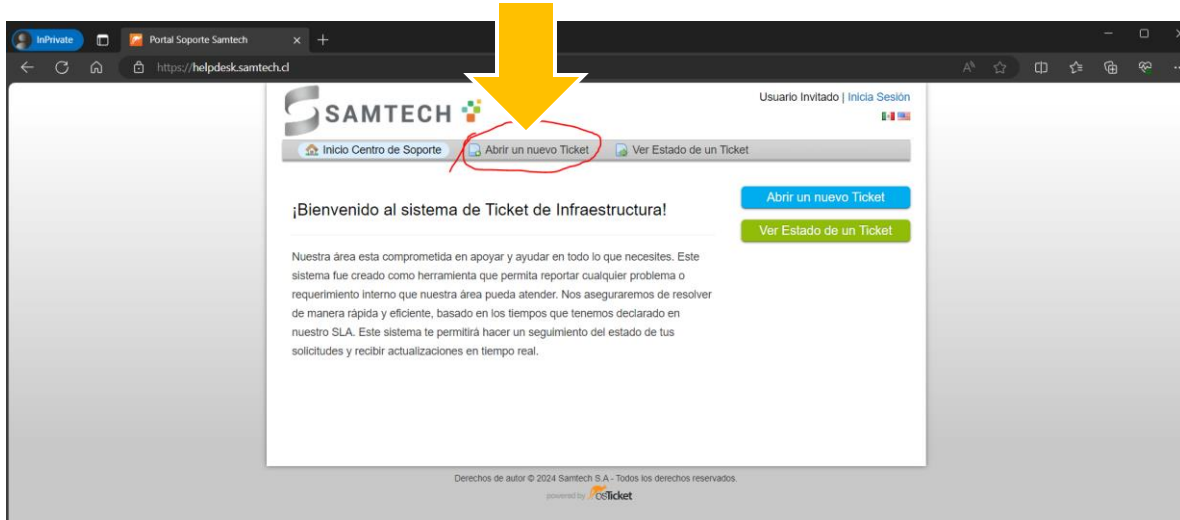 InPrivate
Portal Soporte Samtech
https://helpdesk.samtech.cl
SAMTECH
Usuario Invitado | Inicia Sesión
Inicio Centro de Soporte
Abrir un nuevo Ticket
Ver Estado de un Ticket
¡Bienvenido al sistema de Ticket de Infraestructura!
Abrir un nuevo Ticket
Ver Estado de un Ticket
Nuestra área esta comprometida en apoyar y ayudar en todo lo que necesites. Este
sistema fue creado como herramienta que permita reportar cualquier problema o
requerimiento interno que nuestra área pueda atender. Nos aseguraremos de resolver
de manera rápida y eficiente, basado en los tiempos que tenemos declarado en
nuestro SLA. Este sistema te permitirá hacer un seguimiento del estado de tus
solicitudes y recibir actualizaciones en tiempo real.
Derechos de autor © 2024 Samtech S.A - Todos los derechos reservados.
powered by osTicket